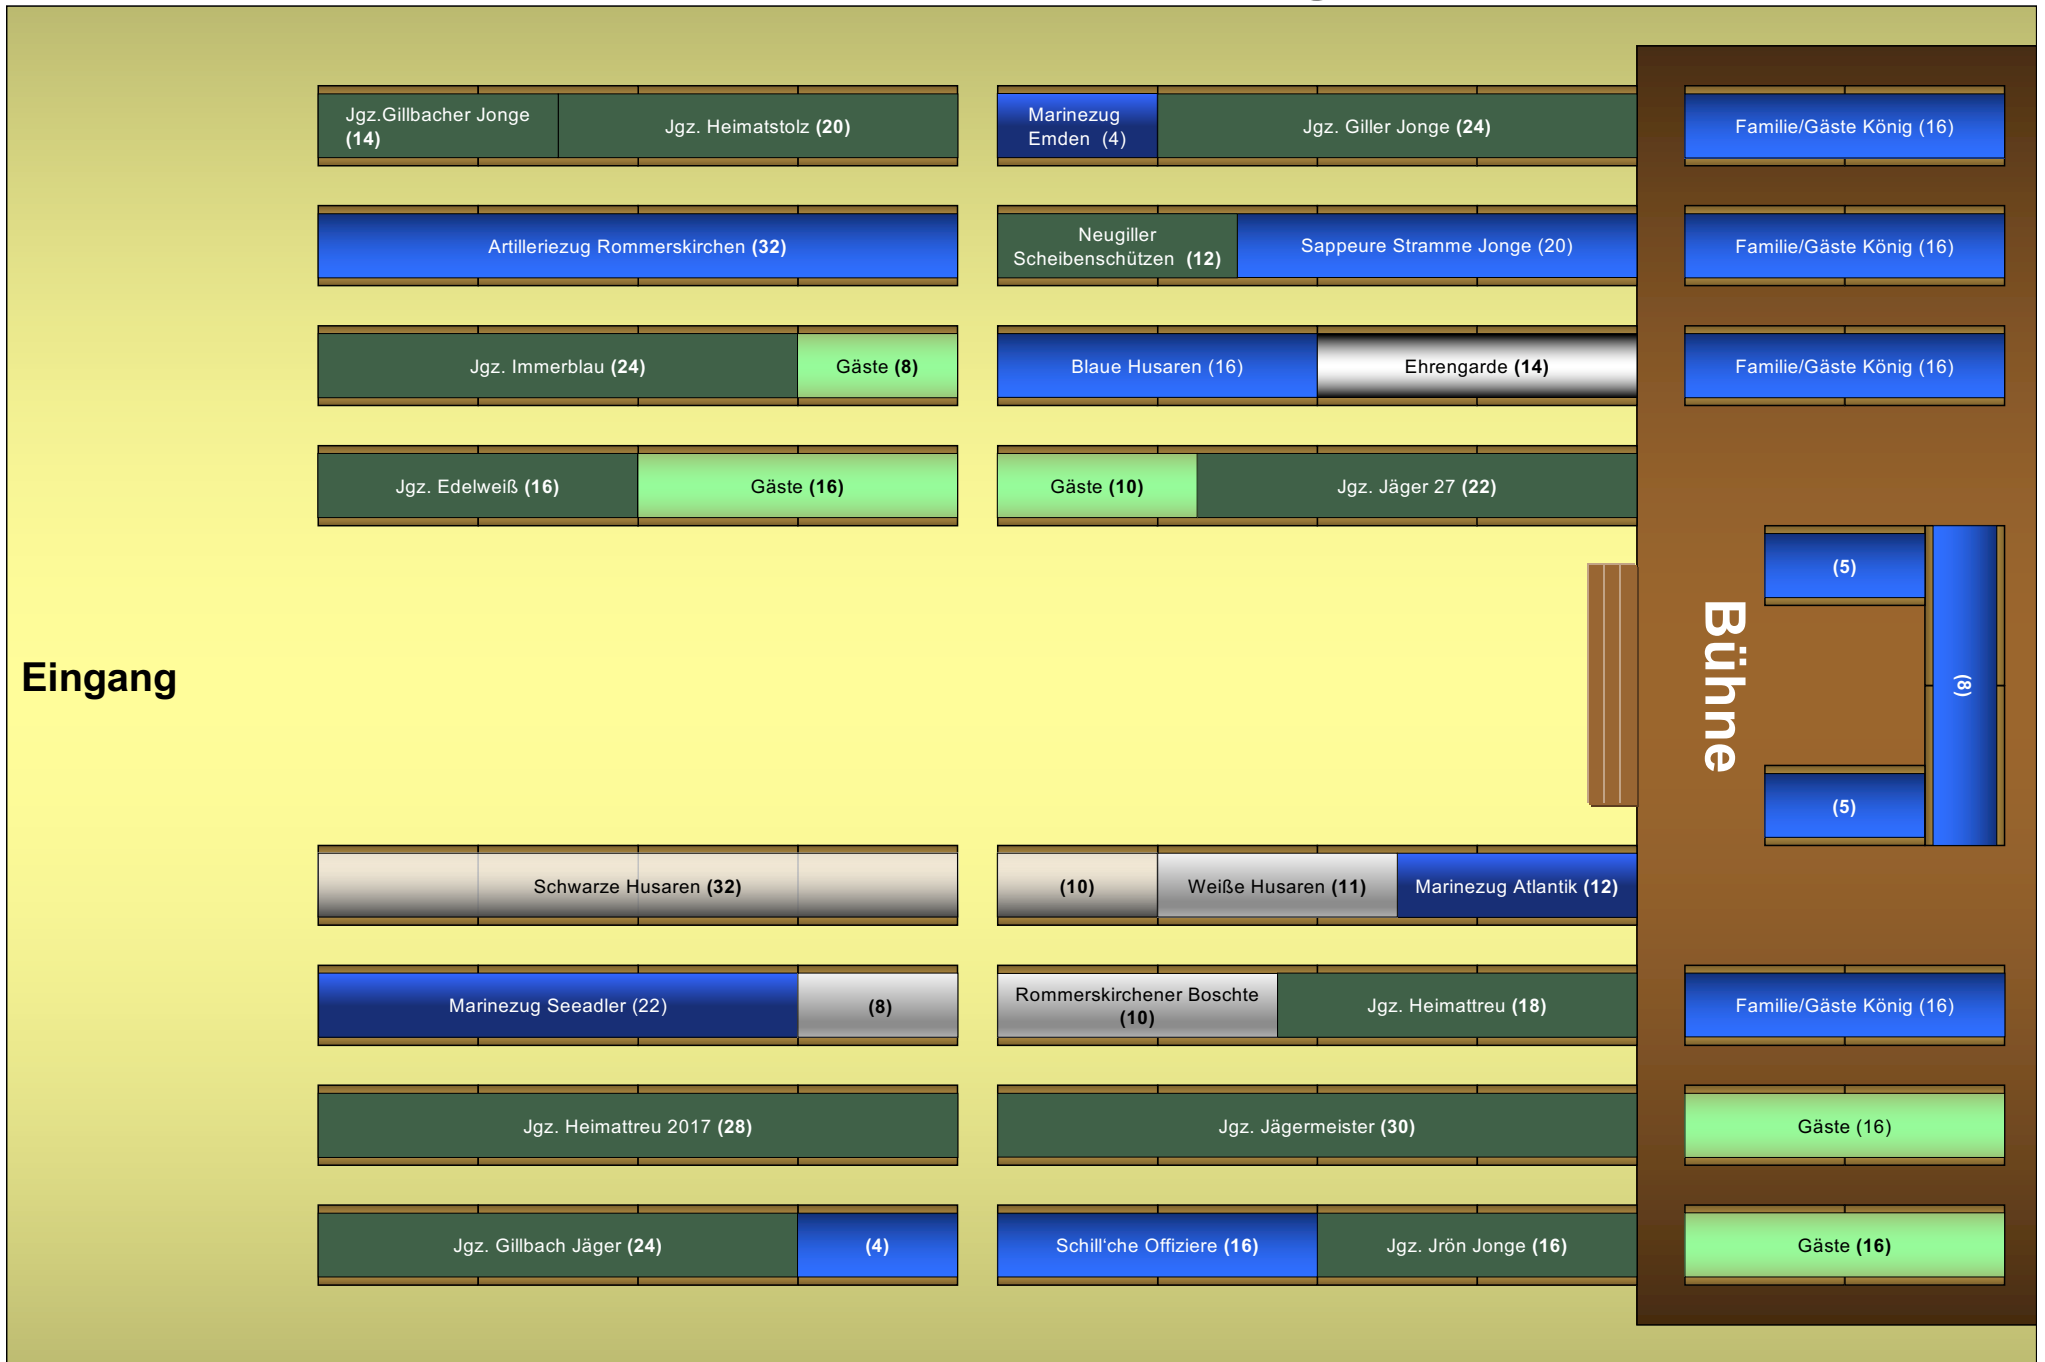 Jgz.Gillbacher Jonge
(14)
Jgz. Heimatstolz (20)
Marinezug
Emden (4)
Jgz. Giller Jonge (24)
Familie/Gäste König (16)
Artilleriezug Rommerskirchen (32)
Neugiller
Scheibenschützen (12)
Sappeure Stramme Jonge (20)
Familie/Gäste König (16)
Jgz. Immerblau (24)
Gäste (8)
Blaue Husaren (16)
Ehrengarde (14)
Familie/Gäste König (16)
Jgz. Edelweiß (16)
Gäste (16)
Gäste (10)
Jgz. Jäger 27 (22)
(5)
Eingang
Bühne
(8)
(5)
Schwarze Husaren (32)
(10)
Weiße Husaren (11)
Marinezug Atlantik (12)
Marinezug Seeadler (22)
(8)
Rommerskirchener Boschte
(10)
Jgz. Heimattreu (18)
Familie/Gäste König (16)
Jgz. Heimattreu 2017 (28)
Jgz. Jägermeister (30)
Gäste (16)
Jgz. Gillbach Jäger (24)
(4)
Schill‘che Offiziere (16)
Jgz. Jrön Jonge (16)
Gäste (16)